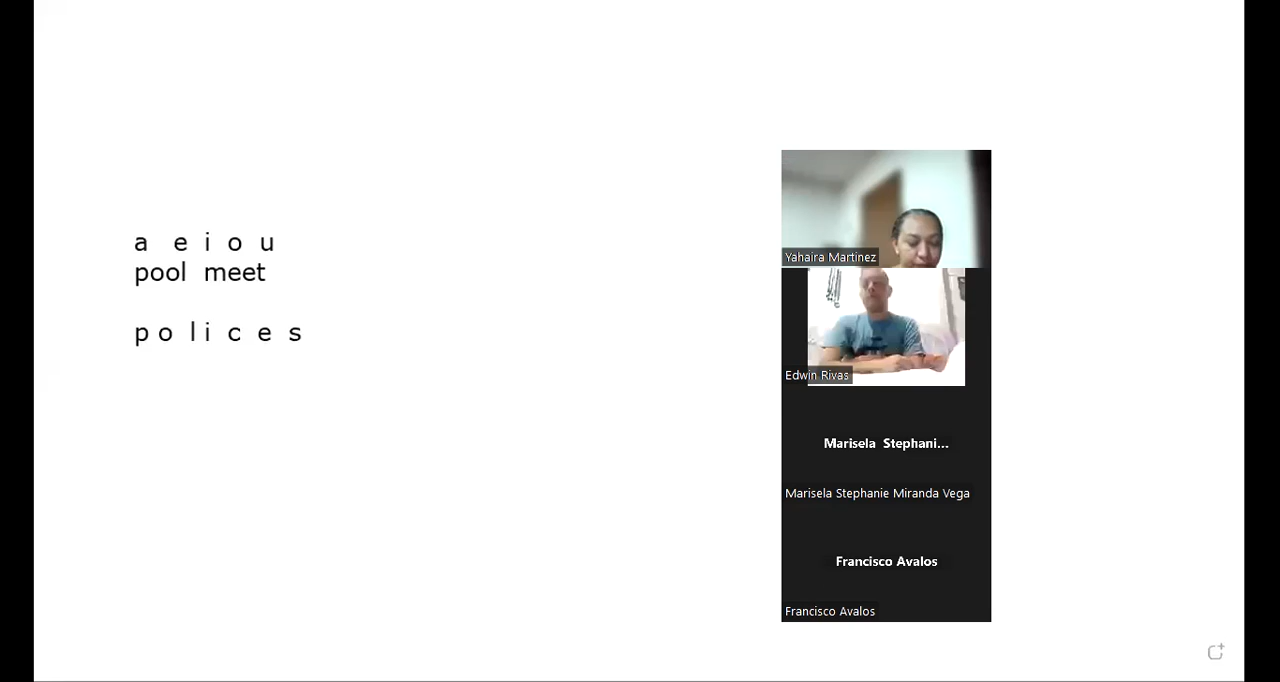 a e i o u
pool meet
p o l i c e s
Yahaira Martinez
Edwin Rivas
Marisela Stephani...
Marisela Stephanie Miranda Vega
Francisco Avalos
Francisco Avalos